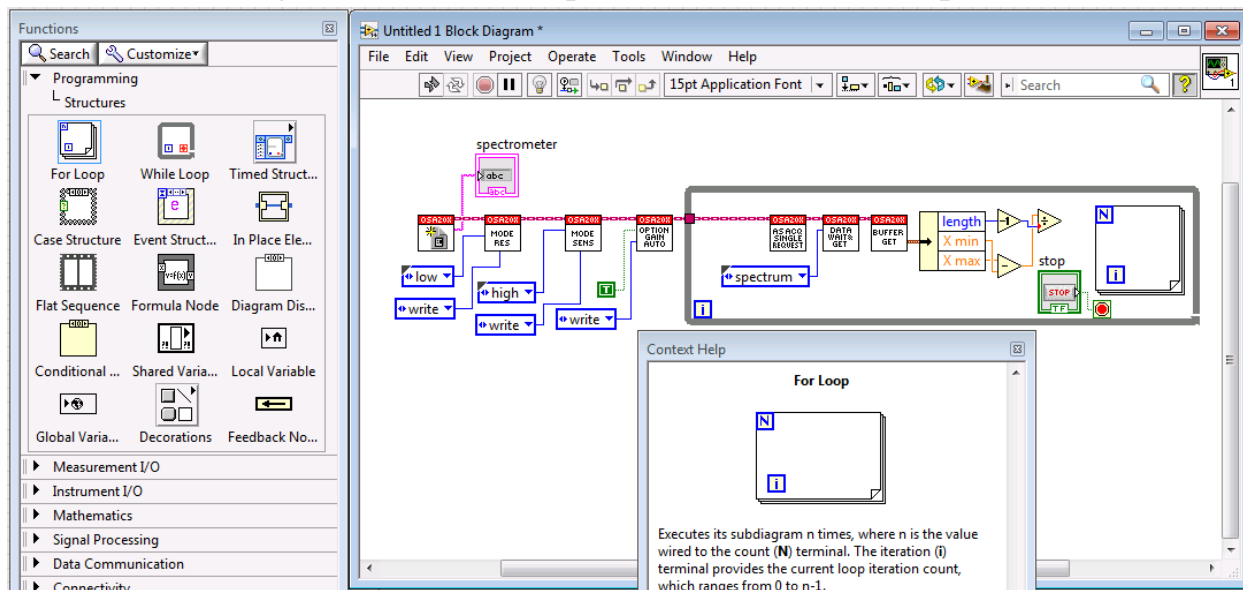 Functions
Search Customize
Programming
Structures
For Loop While Loop Timed Struct...
Case Structure Event Struct... In Place Ele...
Flat Sequence Formula Node Diagram Dis...
Conditional ... Shared Varia... Local Variable
Global Varia... Decorations Feedback No...
Measurement I/O
Instrument I/O
Mathematics
Signal Processing
Data Communication
Connectivity
Untitled 1 Block Diagram *
File Edit View Project Operate Tools Window Help
15pt Application Font Search
spectrometer
abc
abc
OSA20X
OSA20X
MODE
RES
OSA20X
MODE
SENS
OSA20X
OPTION
GAIN
AUTO
low
write
high
write
T
write
OSA20X
AS ACQ
SINGLE
REQUEST
OSA20X
DATA
WAIT&
GET
OSA20X
BUFFER
GET
spectrum
i
length
X min
X max
-1
stop
STOP
TF
N
i
Context Help
For Loop
N
i
Executes its subdiagram n times, where n is the value
wired to the count (N) terminal. The iteration (i)
terminal provides the current loop iteration count,
which ranges from 0 to n-1.